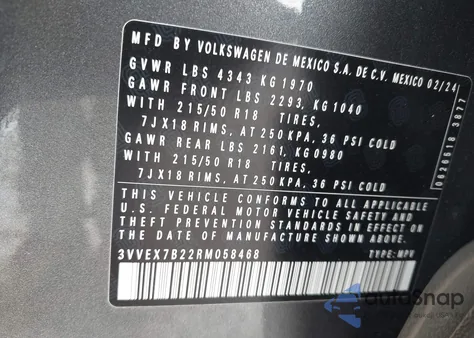 MFD BY VOLKSWAGEN DE MEXICO S.A. DE C.V. MEXICO 02/24
GVWR LBS 4343 KG 1970
GAWR FRONT LBS 2293, KG 1040
WITH 215/50 R18 TIRES,
7JX18 RIMS, AT 250 KPA, 36 PSI COLD
GAWR REAR LBS 2161, KG 0980
WITH 215/50 R18 TIRES,
7JX18 RIMS, AT 250 KPA, 36 PSI COLD
THIS VEHICLE CONFORMS TO ALL APPLICABLE
U.S. FEDERAL MOTOR VEHICLE SAFETY AND
THEFT PREVENTION STANDARDS IN EFFECT ON THE
DATE OF MANUFACTURE SHOWN ABOVE
3VVEX7B22RM058468 TYPE: MPV
autoSnap